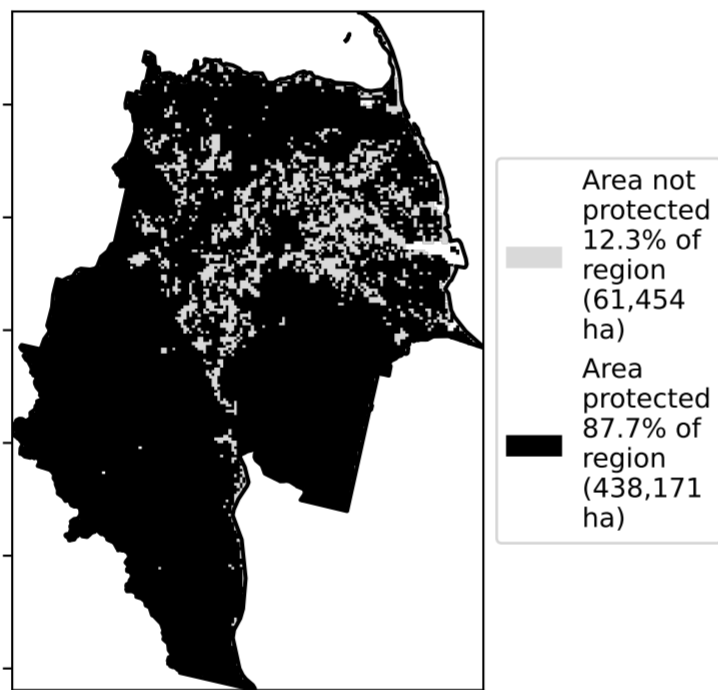 Area not
protected
12.3% of
region
(61,454
ha)
Area
protected
87.7% of
region
(438,171
ha)